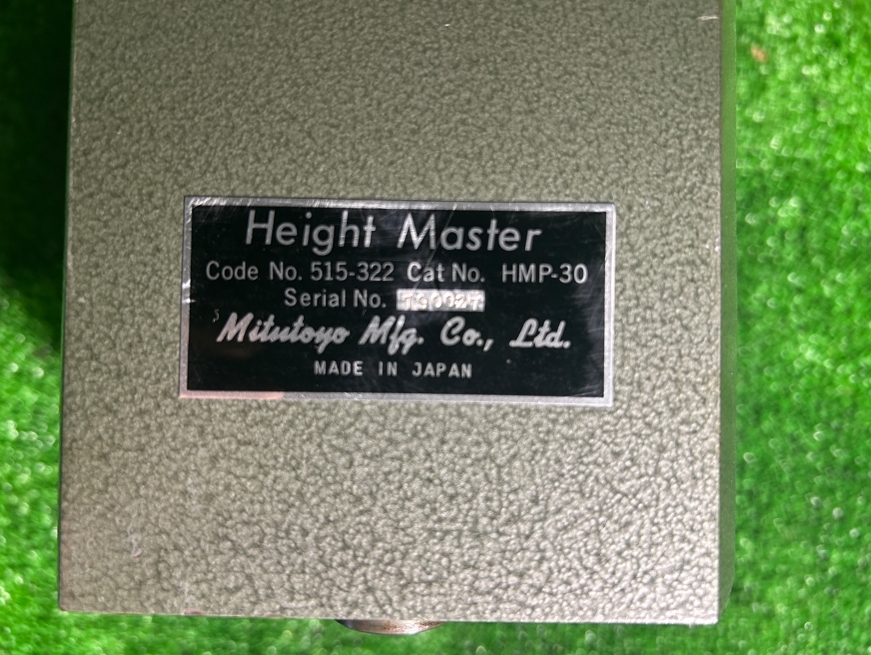 Height Master
Code No. 515-322 Cat No. HMP-30
Serial No.
Mitutoyo Mfg. Co., Ltd.
MADE IN JAPAN